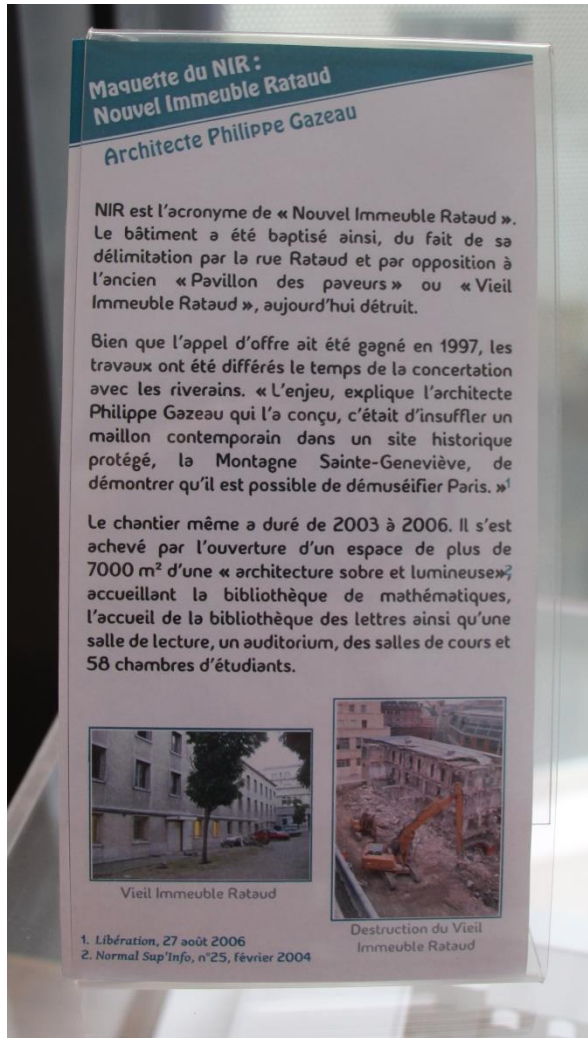 Maquette du NIR :
Nouvel Immeuble Rataud
Architecte Philippe Gazeau
NIR est l'acronyme de « Nouvel Immeuble Rataud ».
Le bâtiment a été baptisé ainsi, du fait de sa
délimitation par la rue Rataud et par opposition à
l'ancien « Pavillon des paveurs » ou « Vieil
Immeuble Rataud », aujourd'hui détruit.
Bien que l'appel d'offre ait été gagné en 1997, les
travaux ont été différés le temps de la concertation
avec les riverains. « L'enjeu, explique l'architecte
Philippe Gazeau qui l'a conçu, c'était d'insuffler un
maillon contemporain dans un site historique
protégé, la Montagne Sainte-Geneviève, de
démontrer qu'il est possible de démuséifier Paris. »1
Le chantier même a duré de 2003 à 2006. Il s'est
achevé par l'ouverture d'un espace de plus de
7000 m² d'une « architecture sobre et lumineuse»2,
accueillant la bibliothèque de mathématiques,
l'accueil de la bibliothèque des lettres ainsi qu'une
salle de lecture, un auditorium, des salles de cours et
58 chambres d'étudiants.
Vieil Immeuble Rataud
Destruction du Vieil
Immeuble Rataud
1. Libération, 27 août 2006
2. Normal Sup'Info, n°25, février 2004